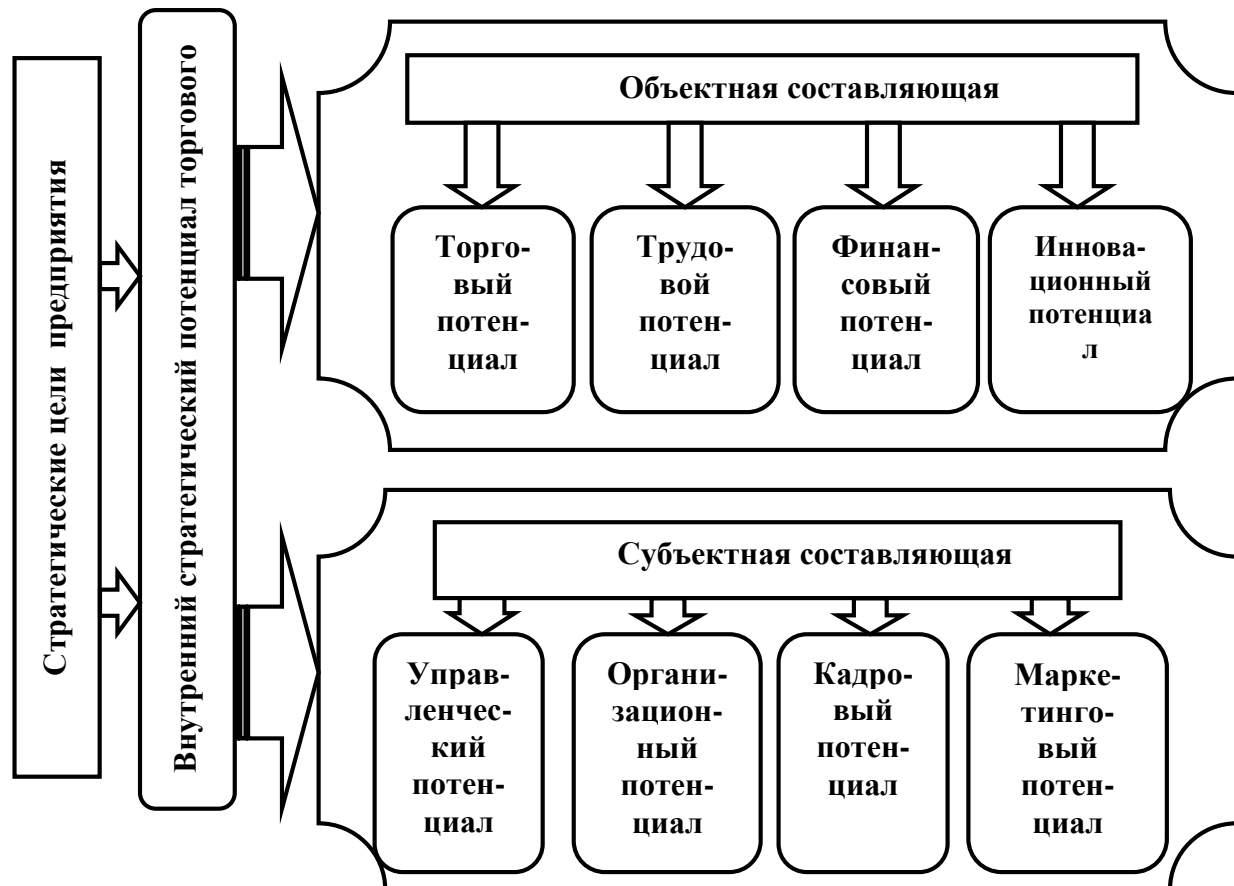 Стратегические цели предприятия
Внутренний стратегический потенциал торгового
Объектная составляющая
Торго-
вый
потен-
циал
Трудо-
вой
потен-
циал
Финан-
совый
потен-
циал
Иннова-
ционный
потенциа
л
Субъектная составляющая
Управ-
ленчес-
кий
потен-
циал
Органи-
зацион-
ный
потен-
циал
Кадро-
вый
потен-
циал
Марке-
тинго-
вый
потен-
циал